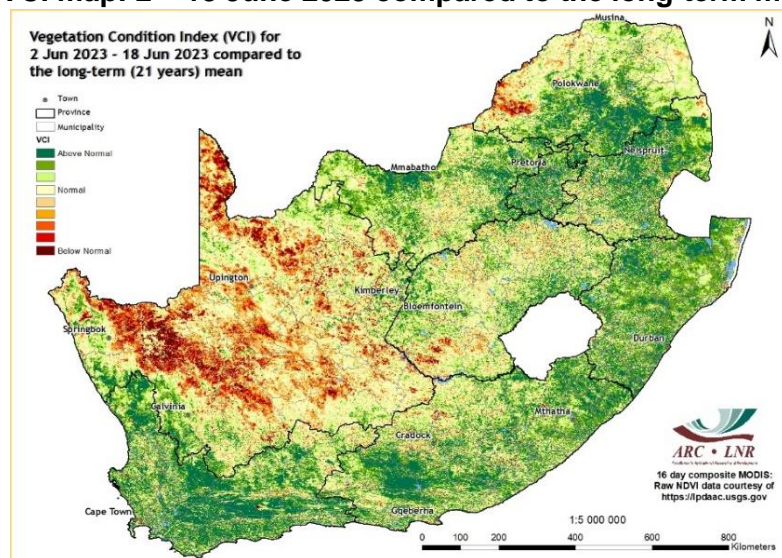 Vegetation Condition Index (VCI) for
2 Jun 2023 - 18 Jun 2023 compared to
the long-term (21 years) mean
Town
Province
Municipality
VCI
Above Normal
Normal
Below Normal
N
Musina
Polokwane
Nelspruit
Pretoria
Mmabatho
Upington
Kimberley
Bloemfontein
Springbok
Durban
Calvinia
Mthatha
Cradock
Cape Town
Gqeberha
ARC • LNR
16 day composite MODIS:
Raw NDVI data courtesy of
https://lpdaac.usgs.gov
1:5 000 000
0 100 200 400 600 800
Kilometers